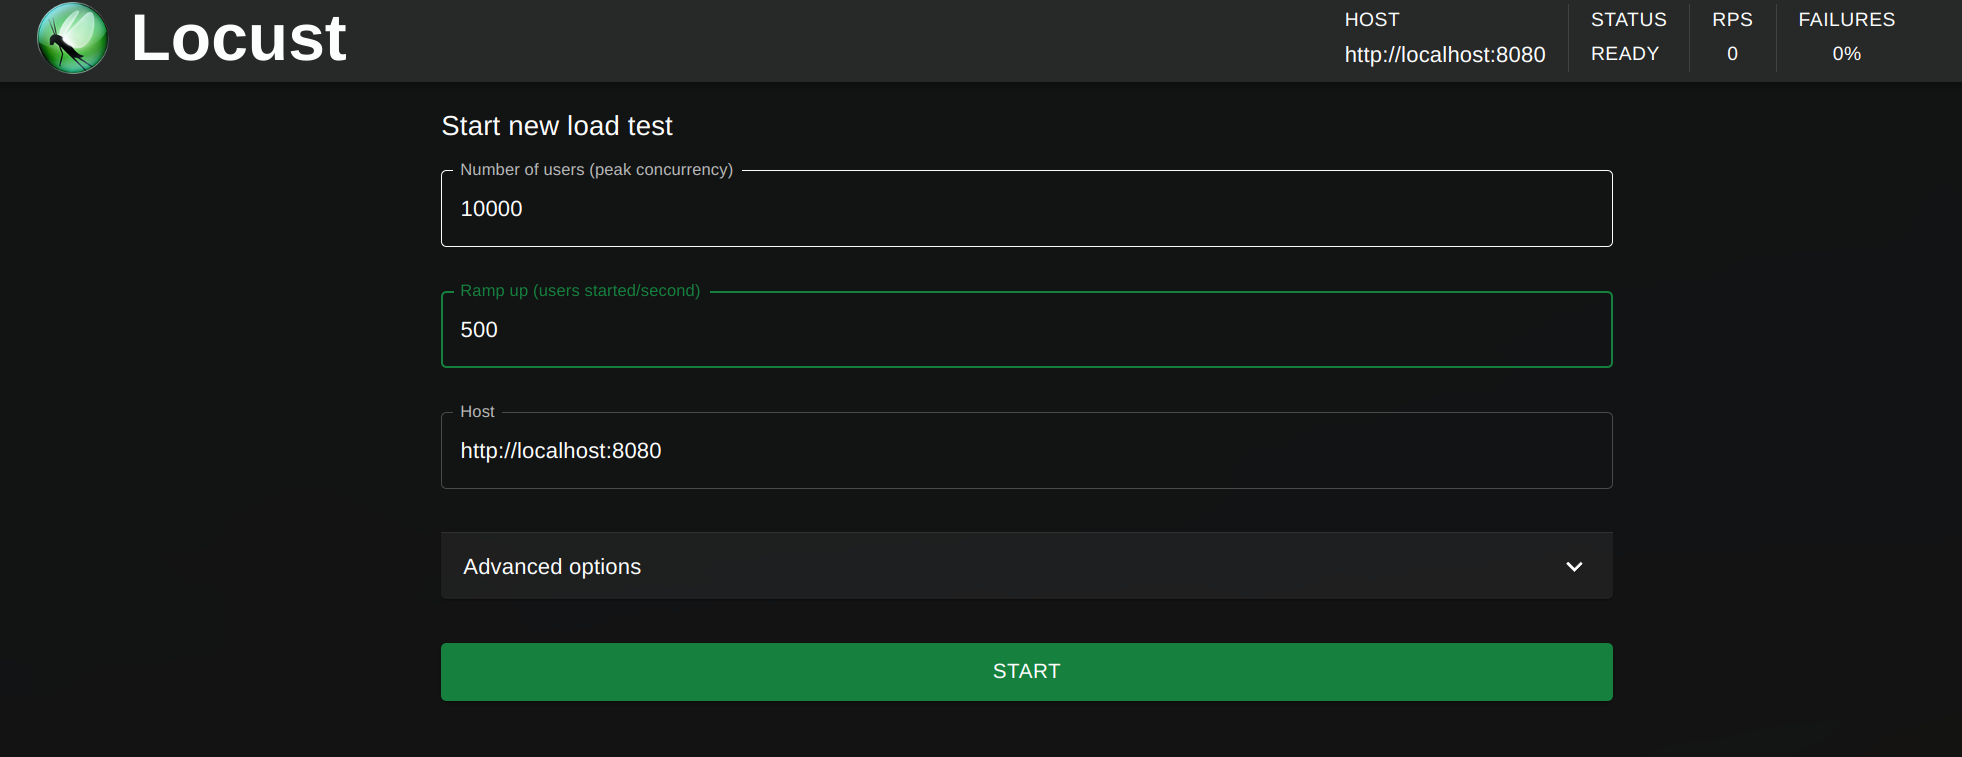 Locust
HOST
http://localhost:8080
STATUS
READY
RPS
0
FAILURES
0%
Start new load test
Number of users (peak concurrency)
10000
Ramp up (users started/second)
500
Host
http://localhost:8080
Advanced options
START